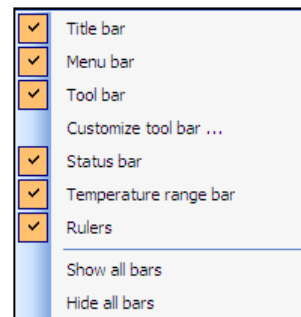 Title bar
Menu bar
Tool bar
Customize tool bar ...
Status bar
Temperature range bar
Rulers
Show all bars
Hide all bars